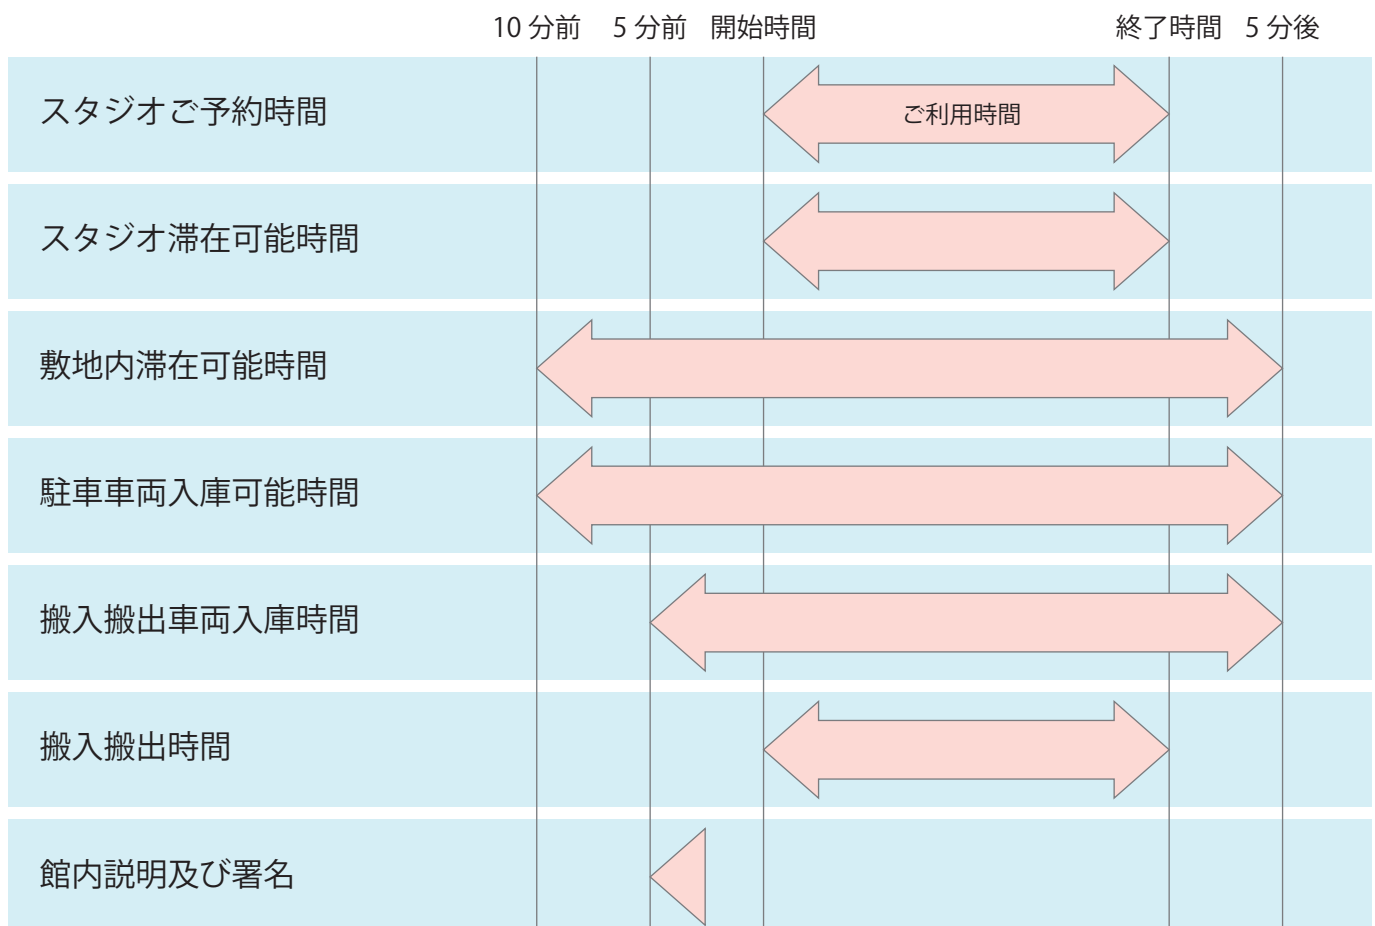 10 分前 5 分前 開始時間 終了時間 5 分後
スタジオご予約時間 ご利用時間
スタジオ滞在可能時間
敷地内滞在可能時間
駐車車両入庫可能時間
搬入搬出車両入庫時間
搬入搬出時間
館内説明及び署名